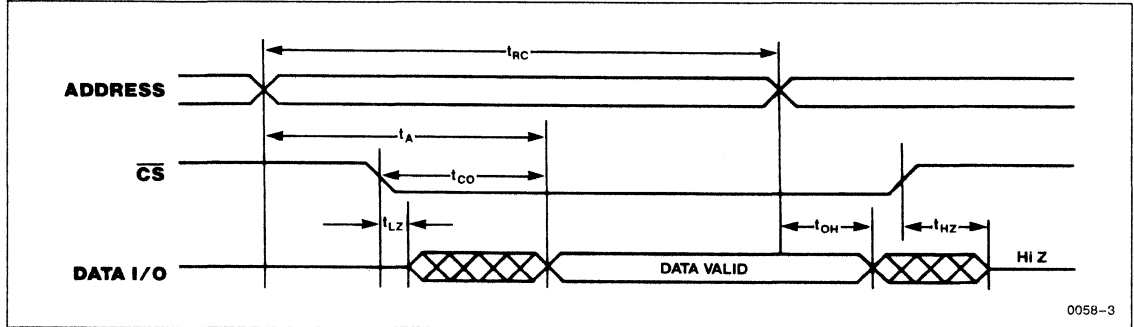 tRC
ADDRESS
tA
CS
tCO
tLZ
tOH
tHZ
DATA I/O
DATA VALID
Hi Z
0058-3